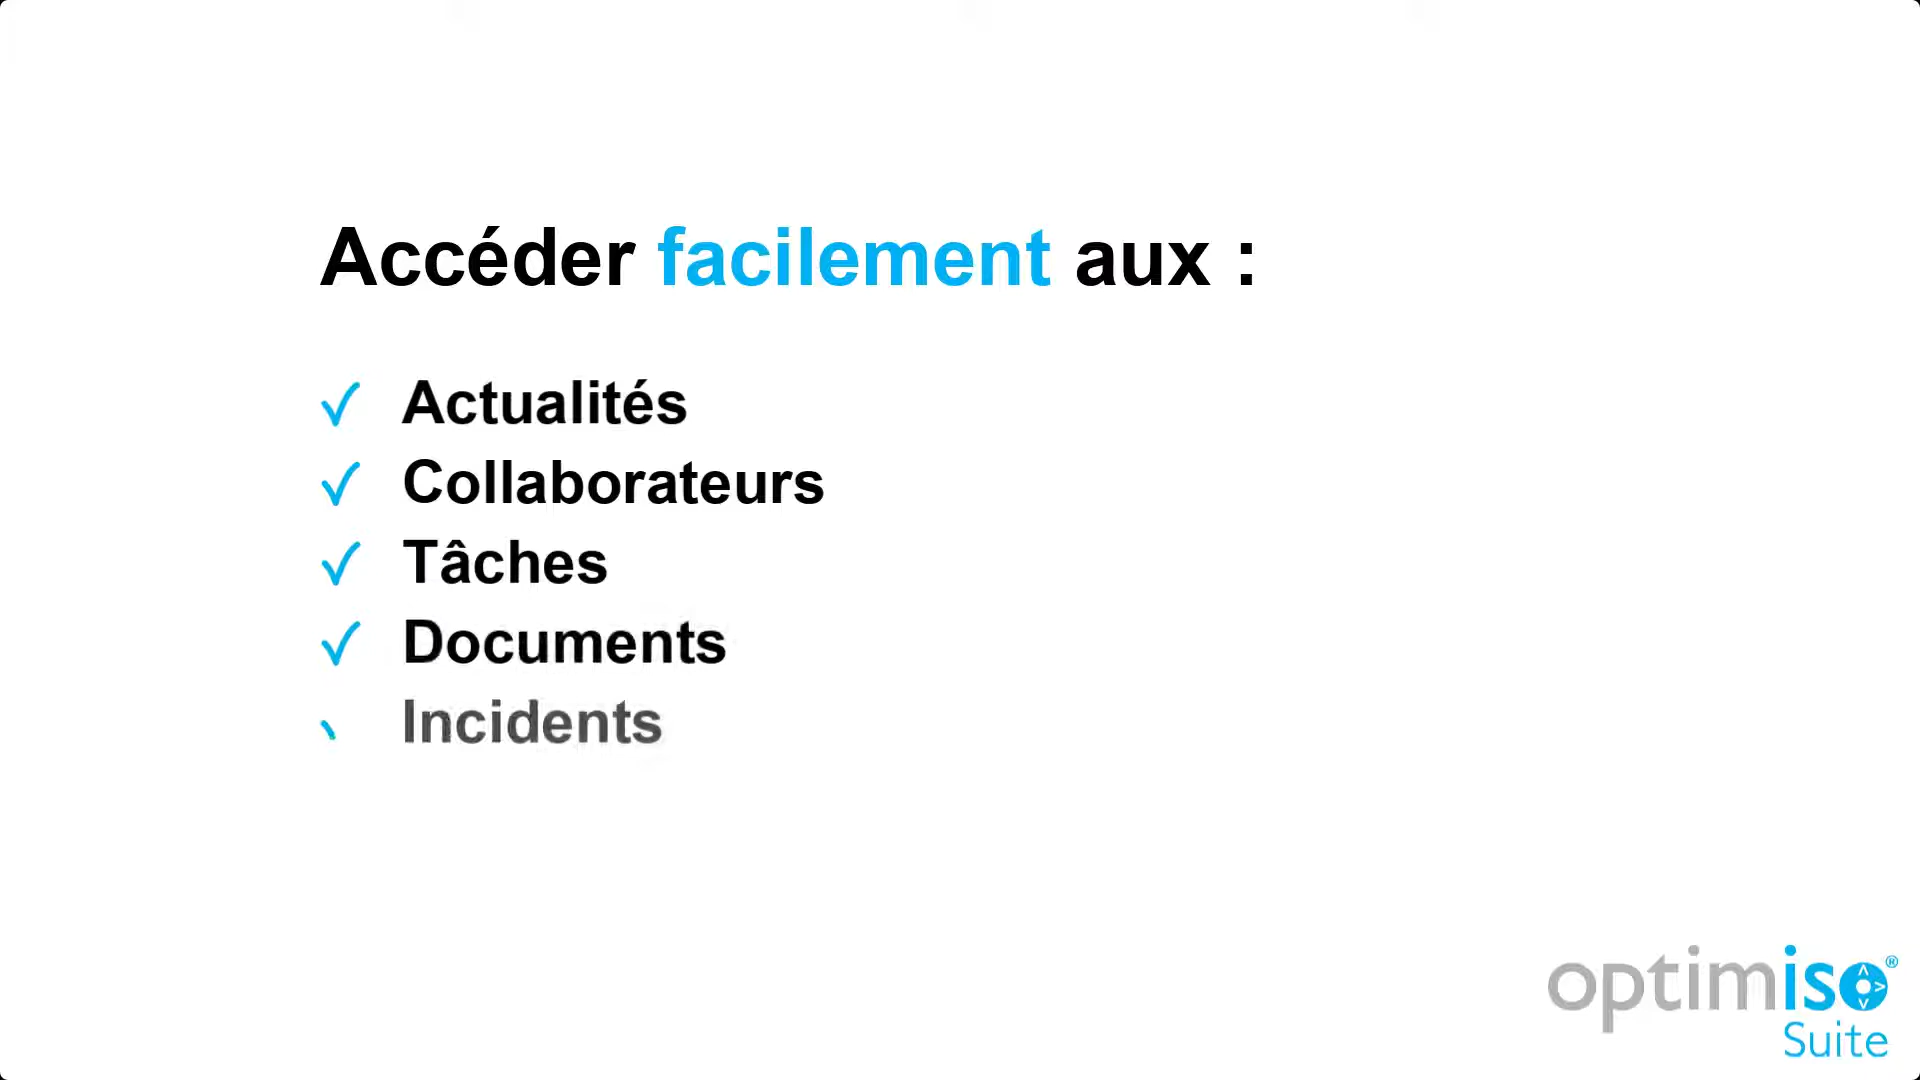 Accéder facilement aux :
Actualités
Collaborateurs
Tâches
Documents
Incidents
optimiso®
Suite